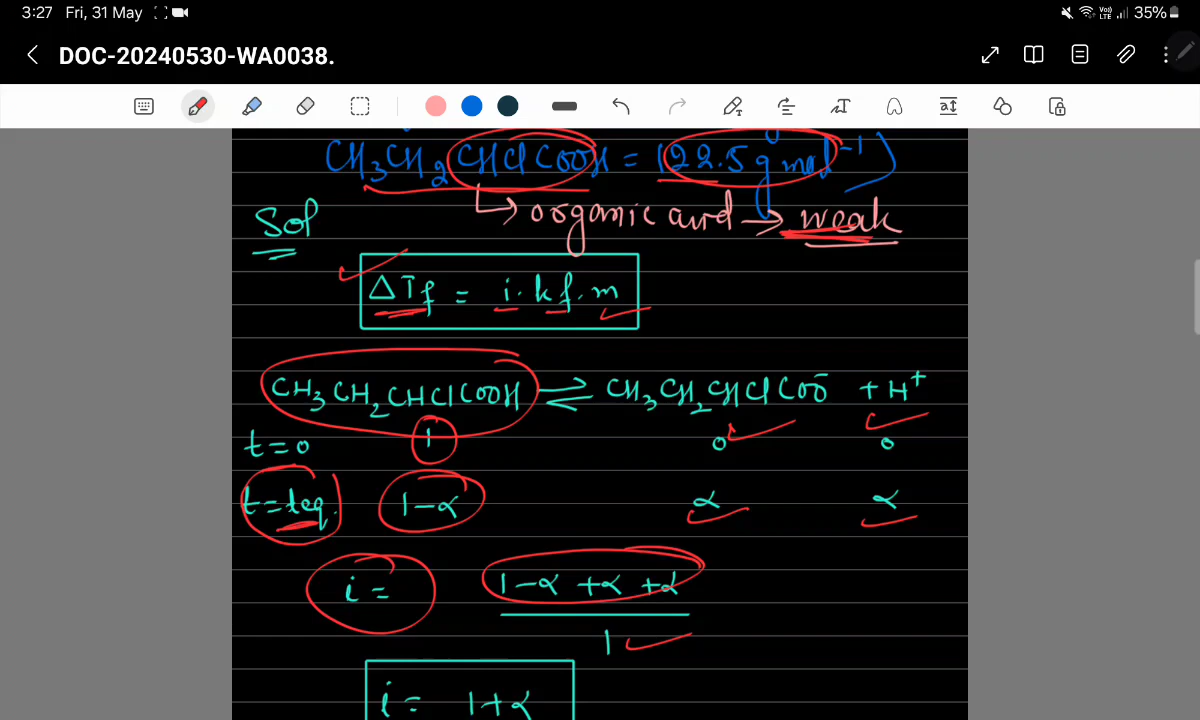 3:27 Fri, 31 May 35%
DOC-20240530-WA0038.
CH₃CH₂CHClCOOH = 122.5 g mol⁻¹)
Sol
organic acid → weak
ΔTf = i. kf. m
CH₃CH₂CHClCOOH ⇌ CH₃CH₂CHClCOO⁻ + H⁺
t=0 1 0 0
t=teq. 1-α α α
i = 1-α +α +α
1
i = 1+α